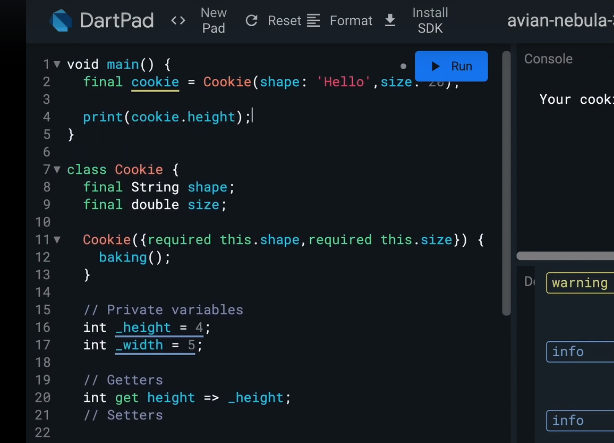 DartPad <> New Pad Reset Format Install SDK avian-nebula-
1 void main() {
Run
2 final cookie = Cookie(shape: 'Hello',size: 20);
3
4 print(cookie.height);
5 }
6
7 class Cookie {
8 final String shape;
9 final double size;
10
11 Cookie({required this.shape,required this.size}) {
12 baking();
13 }
14
15 // Private variables
16 int _height = 4;
17 int _width = 5;
18
19 // Getters
20 int get height => _height;
21 // Setters
22
Console
Your cook
D
warning
info
info